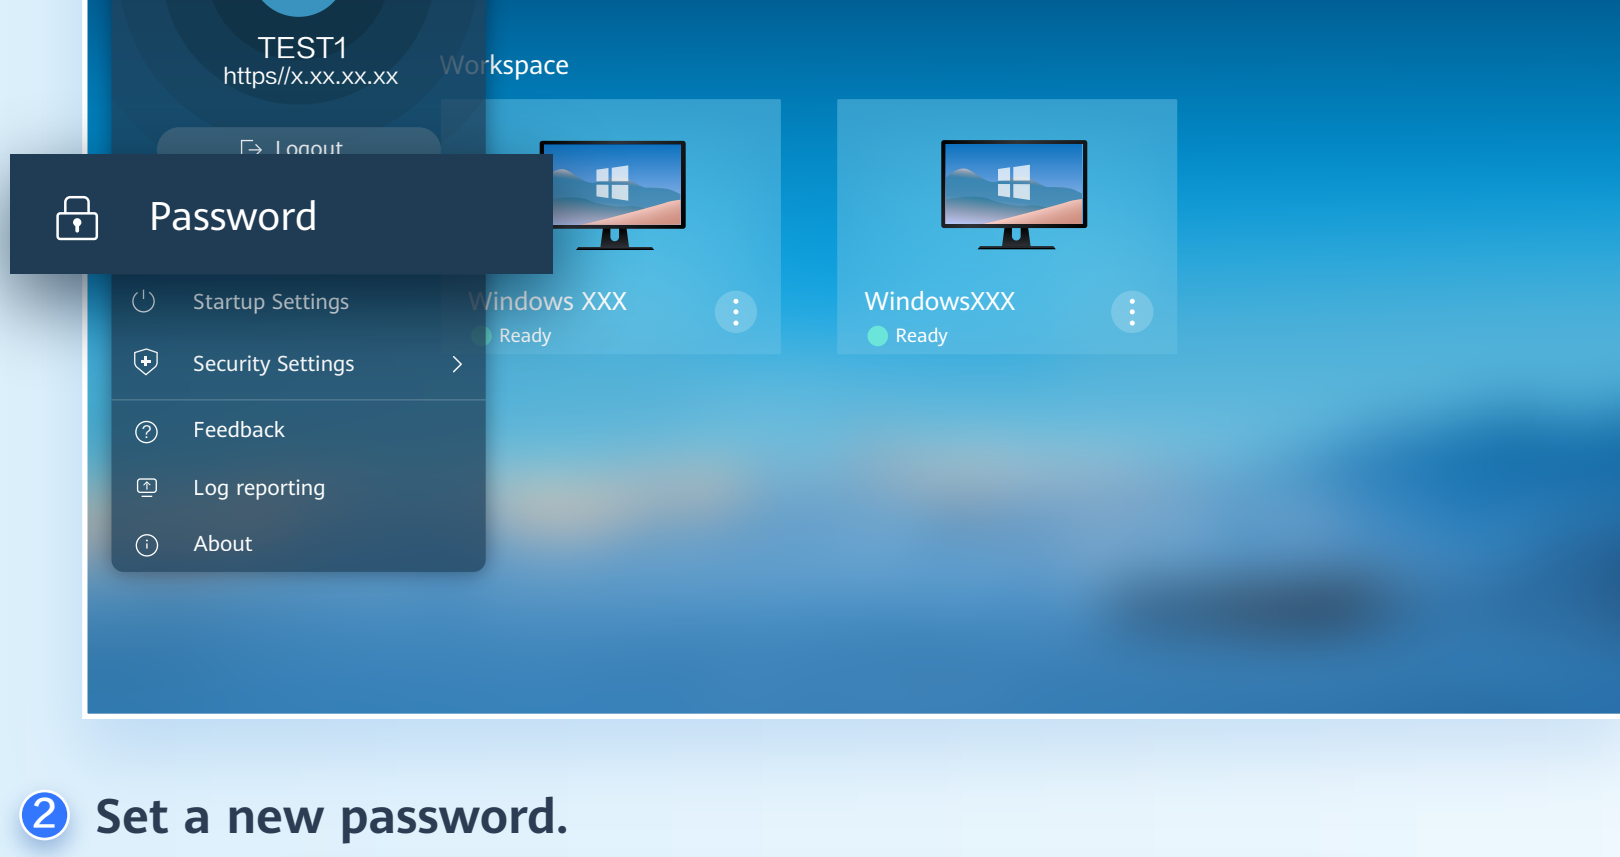 TEST1
https//x.xx.xx.xx
Logout
Password
Startup Settings
Security Settings
Feedback
Log reporting
About
Workspace
Windows XXX
Ready
WindowsXXX
Ready
2 Set a new password.